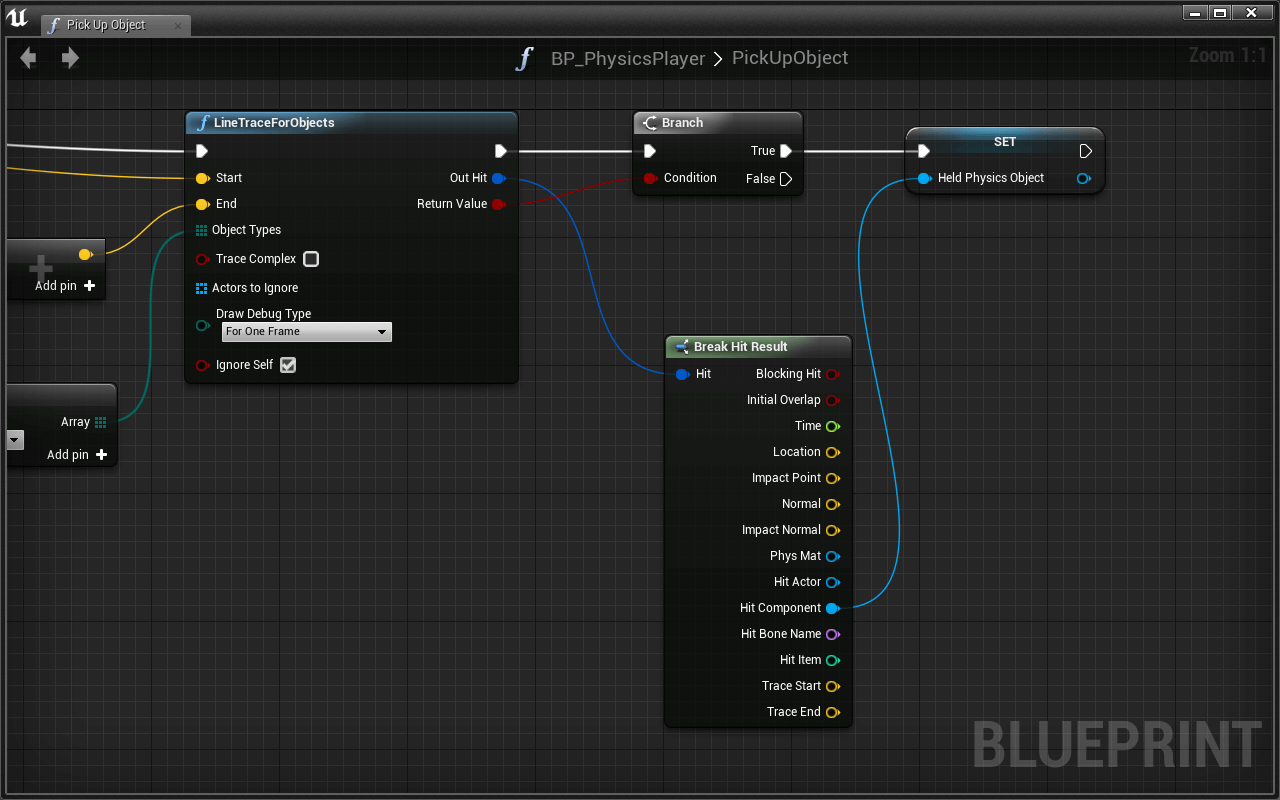 Pick Up Object
BP_PhysicsPlayer > PickUpObject
Zoom 1:1
LineTraceForObjects
Start
Out Hit
End
Return Value
Object Types
Trace Complex
Actors to Ignore
Draw Debug Type
For One Frame
Ignore Self
Add pin
Array
Add pin
Branch
True
Condition
False
SET
Held Physics Object
Break Hit Result
Hit
Blocking Hit
Initial Overlap
Time
Location
Impact Point
Normal
Impact Normal
Phys Mat
Hit Actor
Hit Component
Hit Bone Name
Hit Item
Trace Start
Trace End
BLUEPRINT